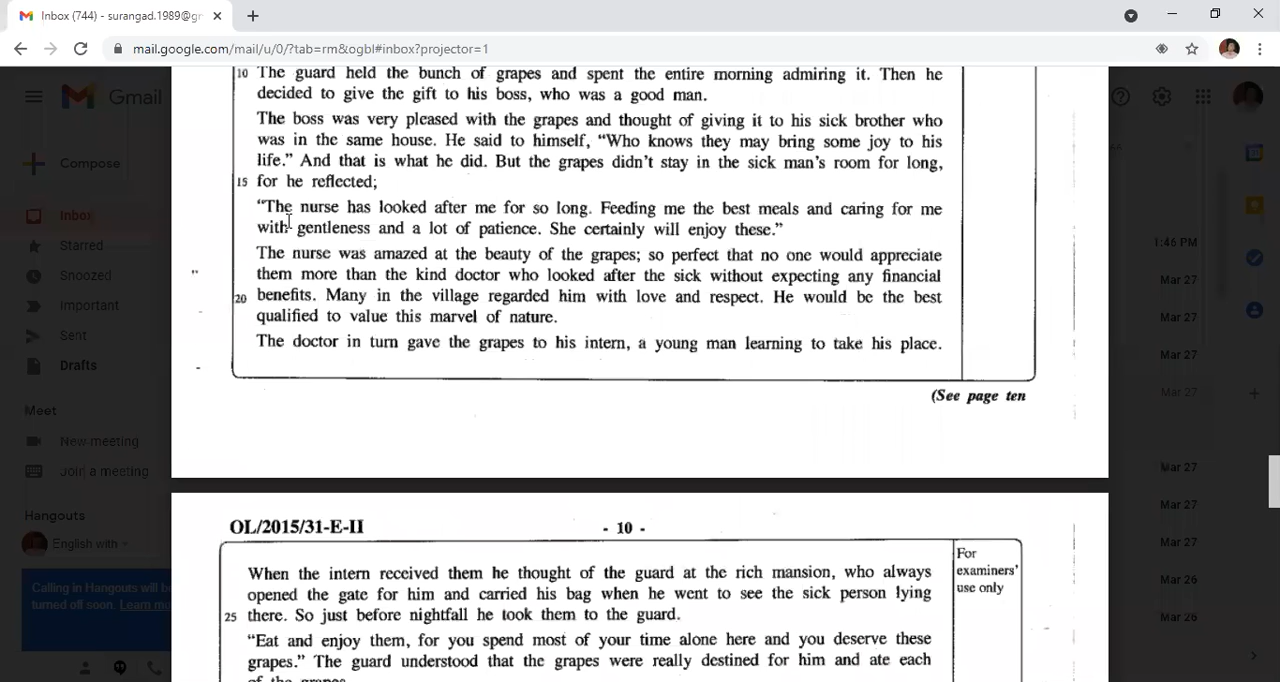 Inbox (744) - surangad.1989@g
mail.google.com/mail/u/0/?tab=rm&ogbl#inbox?projector=1
Gmail
Compose
Inbox
Starred
Snoozed
Important
Sent
Drafts
Meet
New meeting
Join a meeting
Hangouts
English with
Calling in Hangouts will be
turned off soon. Learn mo
10 The guard held the bunch of grapes and spent the entire morning admiring it. Then he
decided to give the gift to his boss, who was a good man.
The boss was very pleased with the grapes and thought of giving it to his sick brother who
was in the same house. He said to himself, “Who knows they may bring some joy to his
life.” And that is what he did. But the grapes didn’t stay in the sick man’s room for long,
15 for he reflected;
“The nurse has looked after me for so long. Feeding me the best meals and caring for me
with gentleness and a lot of patience. She certainly will enjoy these.”
The nurse was amazed at the beauty of the grapes; so perfect that no one would appreciate
them more than the kind doctor who looked after the sick without expecting any financial
20 benefits. Many in the village regarded him with love and respect. He would be the best
qualified to value this marvel of nature.
The doctor in turn gave the grapes to his intern, a young man learning to take his place.
(See page ten
OL/2015/31-E-II
- 10 -
For
examiners’
use only
When the intern received them he thought of the guard at the rich mansion, who always
opened the gate for him and carried his bag when he went to see the sick person lying
25 there. So just before nightfall he took them to the guard.
“Eat and enjoy them, for you spend most of your time alone here and you deserve these
grapes.” The guard understood that the grapes were really destined for him and ate each
of the grapes
1:46 PM
Mar 27
Mar 27
Mar 27
Mar 27
Mar 27
Mar 27
Mar 27
Mar 26
Mar 26